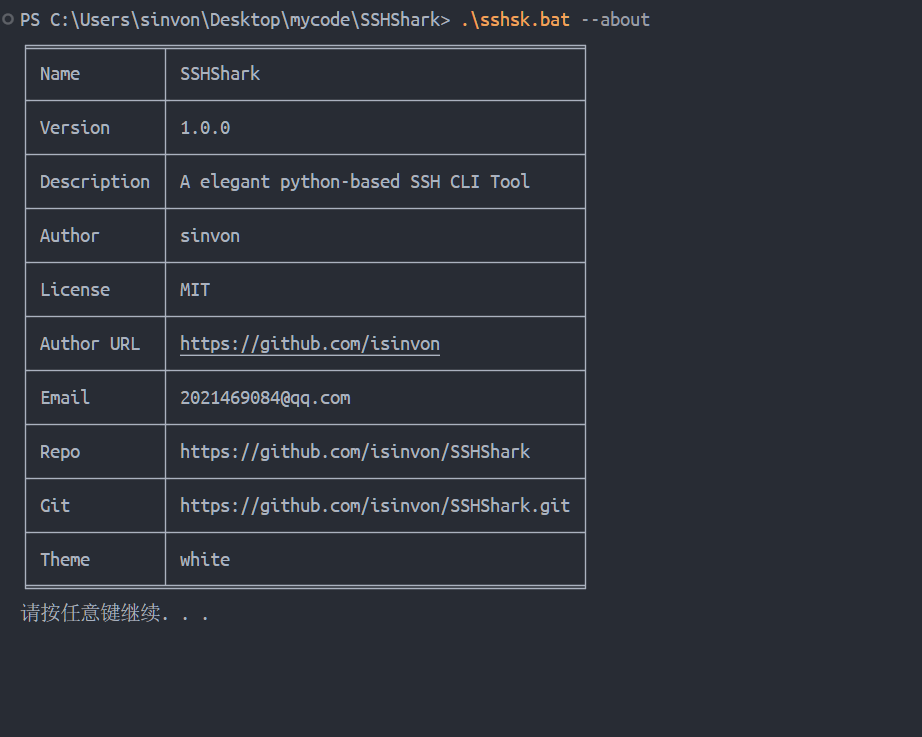 PS C:\Users\sinvon\Desktop\mycode\SSHShark> .\sshsk.bat --about
Name SSHShark
Version 1.0.0
Description A elegant python-based SSH CLI Tool
Author sinvon
License MIT
Author URL https://github.com/isinvon
Email 2021469084@qq.com
Repo https://github.com/isinvon/SSHShark
Git https://github.com/isinvon/SSHShark.git
Theme white
请按任意键继续. . .